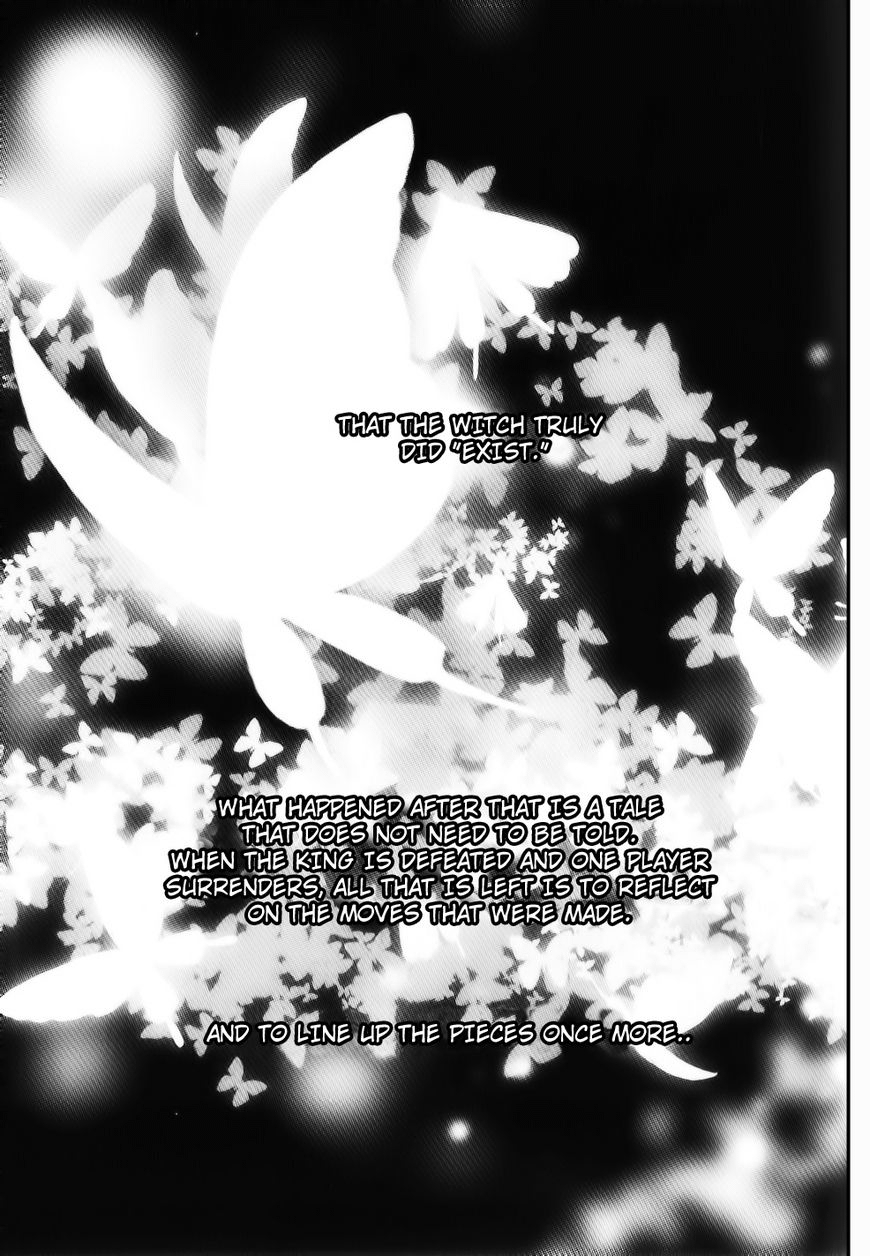 THAT THE WITCH TRULY
DID "EXIST."
WHAT HAPPENED AFTER THAT IS A TALE
THAT DOES NOT NEED TO BE TOLD.
WHEN THE KING IS DEFEATED AND ONE PLAYER
SURRENDERS, ALL THAT IS LEFT IS TO REFLECT
ON THE MOVES THAT WERE MADE.
AND TO LINE UP THE PIECES ONCE MORE..